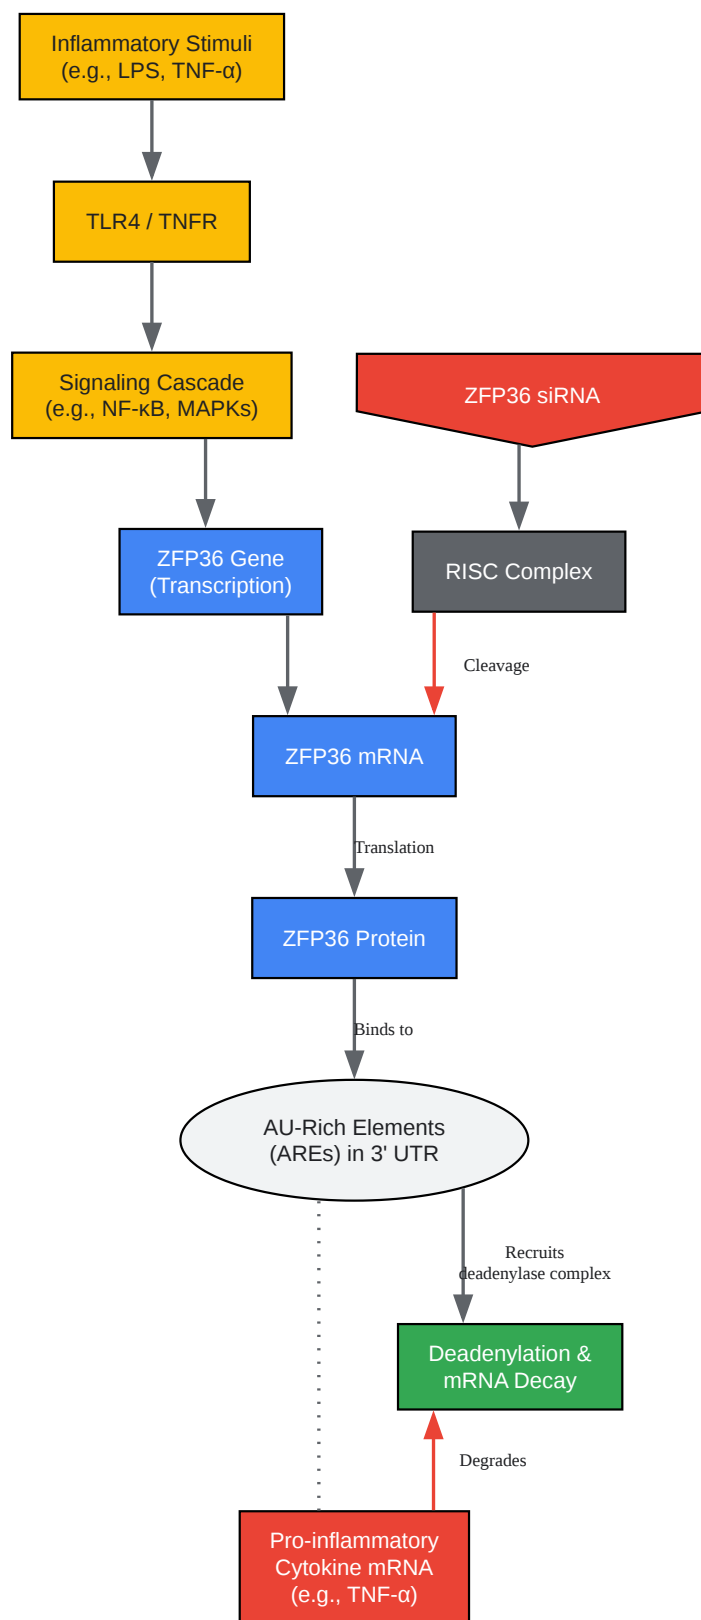 Inflammatory Stimuli
(e.g., LPS, TNF-α)
TLR4 / TNFR
Signaling Cascade
(e.g., NF-κB, MAPKs)
ZFP36 siRNA
ZFP36 Gene
(Transcription)
RISC Complex
Cleavage
ZFP36 mRNA
Translation
ZFP36 Protein
Binds to
AU-Rich Elements
(AREs) in 3' UTR
Recruits
deadenylase complex
Deadenylation &
mRNA Decay
Degrades
Pro-inflammatory
Cytokine mRNA
(e.g., TNF-α)